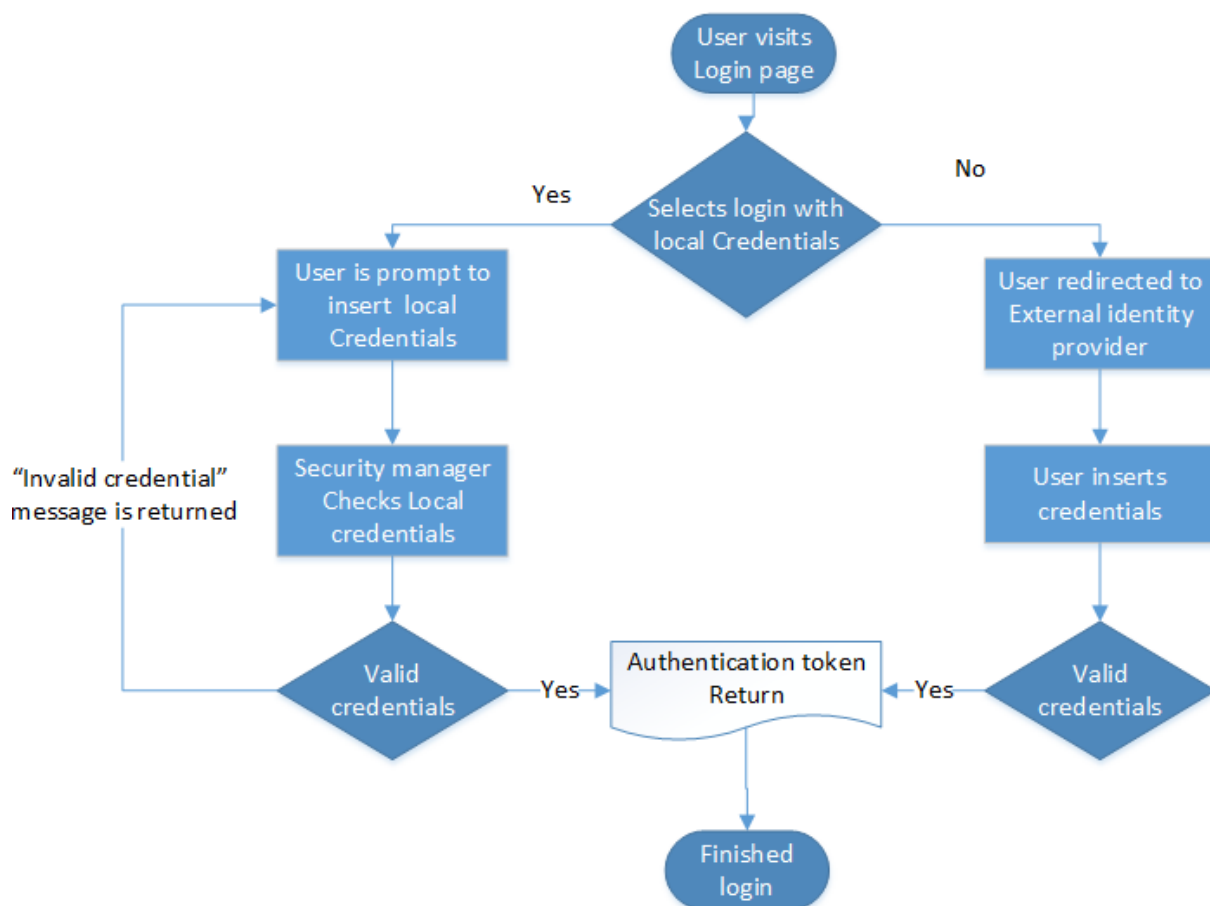 User visits
Login page
Selects login with
local Credentials
Yes
No
User is prompt to
insert local
Credentials
User redirected to
External identity
provider
Security manager
Checks Local
credentials
User inserts
credentials
“Invalid credential”
message is returned
Valid
credentials
Yes
Authentication token
Return
Yes
Valid
credentials
Finished
login